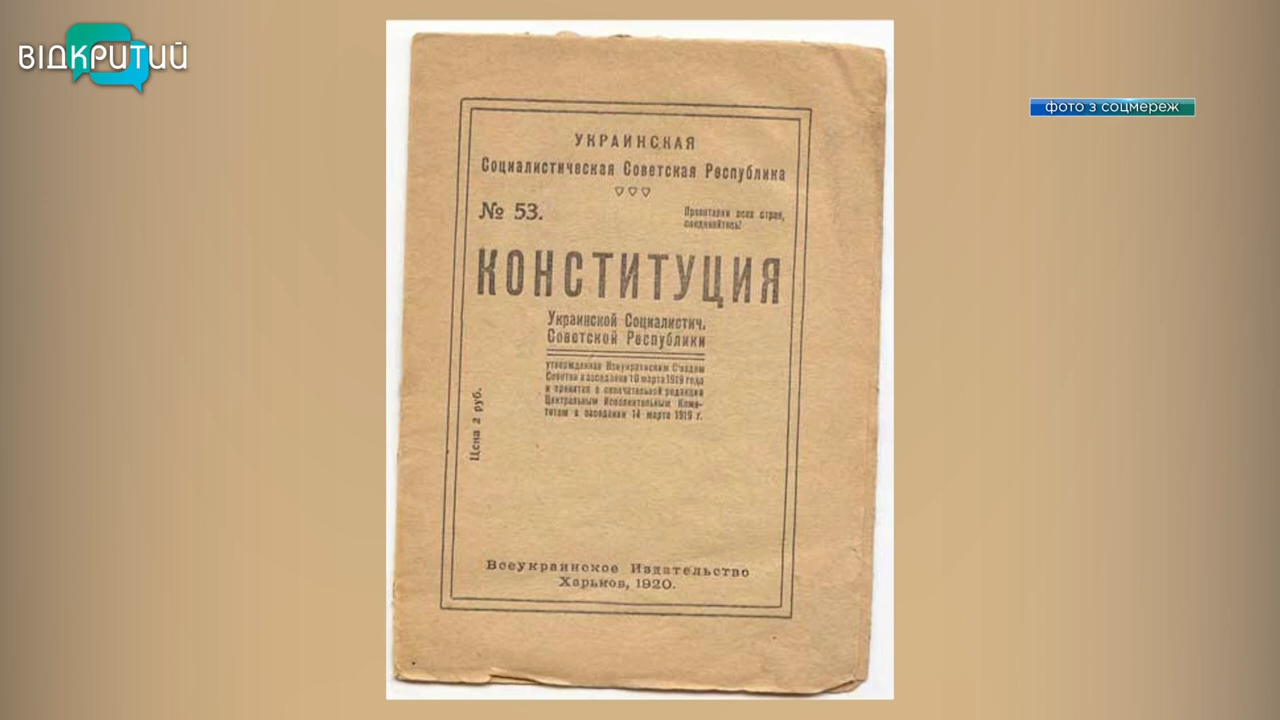 ВІДКРИТИЙ
фото з соцмереж
УКРАИНСКАЯ
Социалистическая Советская Республика
№ 53.
Пролетарии всех стран,
соединяйтесь!
КОНСТИТУЦИЯ
Украинской Социалистич.
Советской Республики
утвержденная Всеукраинским С'ездом
Советов в заседании 10 марта 1919 года
и принятая в окончательной редакции
Центральным Исполнительным Коми-
тетом в заседании 14 марта 1919 г.
Цена 2 руб.
Всеукраинское Издательство
Харьков, 1920.